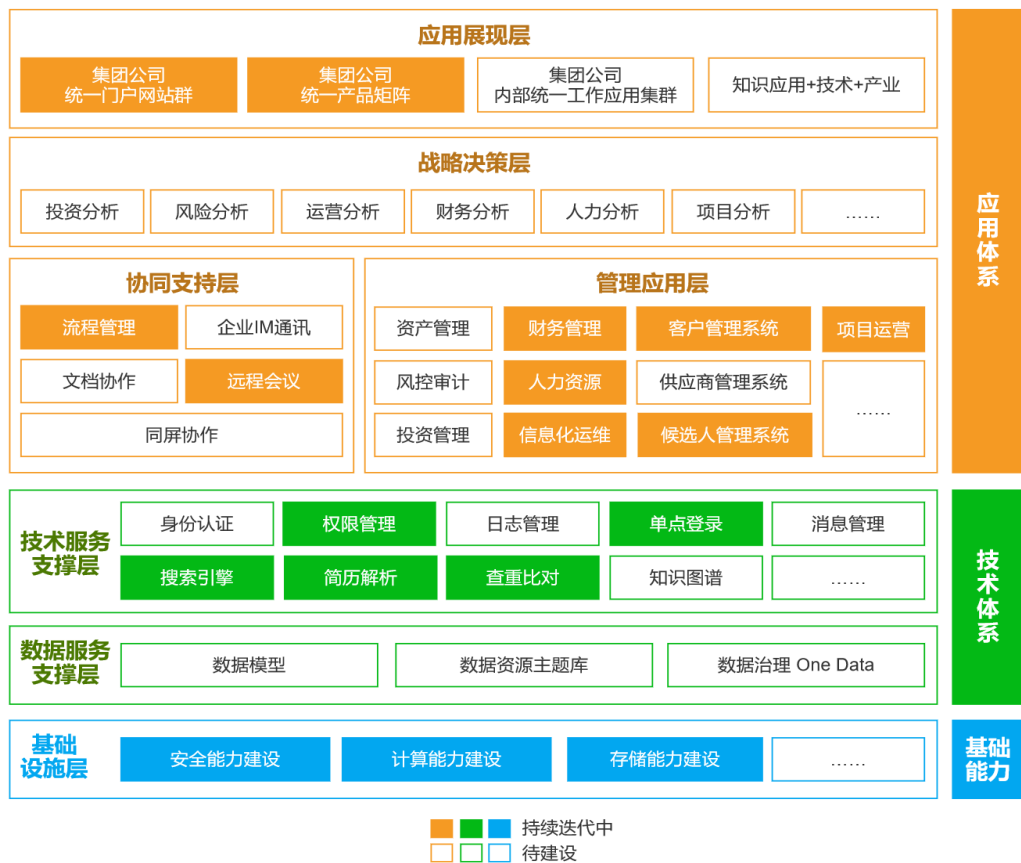 应用展现层
集团公司
统一门户网站群
集团公司
统一产品矩阵
集团公司
内部统一工作应用集群
知识应用+技术+产业
战略决策层
投资分析
风险分析
运营分析
财务分析
人力分析
项目分析
……
协同支持层
流程管理
企业IM通讯
文档协作
远程会议
同屏协作
管理应用层
资产管理
财务管理
客户管理系统
项目运营
风控审计
人力资源
供应商管理系统
……
投资管理
信息化运维
候选人管理系统
应用体系
技术服务
支撑层
身份认证
权限管理
日志管理
单点登录
消息管理
搜索引擎
简历解析
查重比对
知识图谱
……
数据服务
支撑层
数据模型
数据资源主题库
数据治理 One Data
技术体系
基础
设施层
安全能力建设
计算能力建设
存储能力建设
……
基础
能力
持续迭代中
待建设